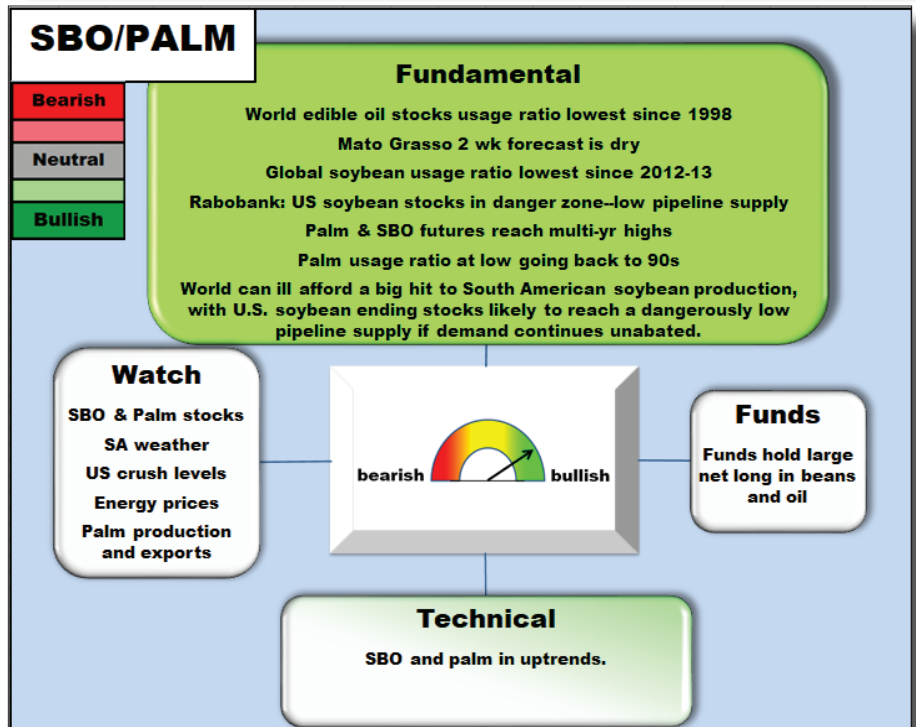 SBO/PALM
Bearish
Neutral
Bullish
Fundamental
World edible oil stocks usage ratio lowest since 1998
Mato Grasso 2 wk forecast is dry
Global soybean usage ratio lowest since 2012-13
Rabobank: US soybean stocks in danger zone--low pipeline supply
Palm & SBO futures reach multi-yr highs
Palm usage ratio at low going back to 90s
World can ill afford a big hit to South American soybean production,
with U.S. soybean ending stocks likely to reach a dangerously low
pipeline supply if demand continues unabated.
Watch
SBO & Palm stocks
SA weather
US crush levels
Energy prices
Palm production
and exports
bearish
bullish
Funds
Funds hold large
net long in beans
and oil
Technical
SBO and palm in uptrends.